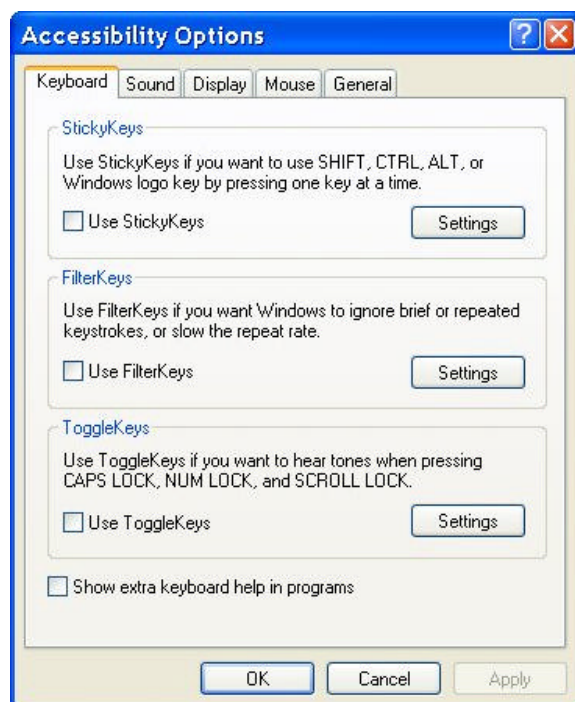 Accessibility Options
?
Keyboard Sound Display Mouse General
StickyKeys
Use StickyKeys if you want to use SHIFT, CTRL, ALT, or
Windows logo key by pressing one key at a time.
Use StickyKeys Settings
FilterKeys
Use FilterKeys if you want Windows to ignore brief or repeated
keystrokes, or slow the repeat rate.
Use FilterKeys Settings
ToggleKeys
Use ToggleKeys if you want to hear tones when pressing
CAPS LOCK, NUM LOCK, and SCROLL LOCK.
Use ToggleKeys Settings
Show extra keyboard help in programs
OK Cancel Apply